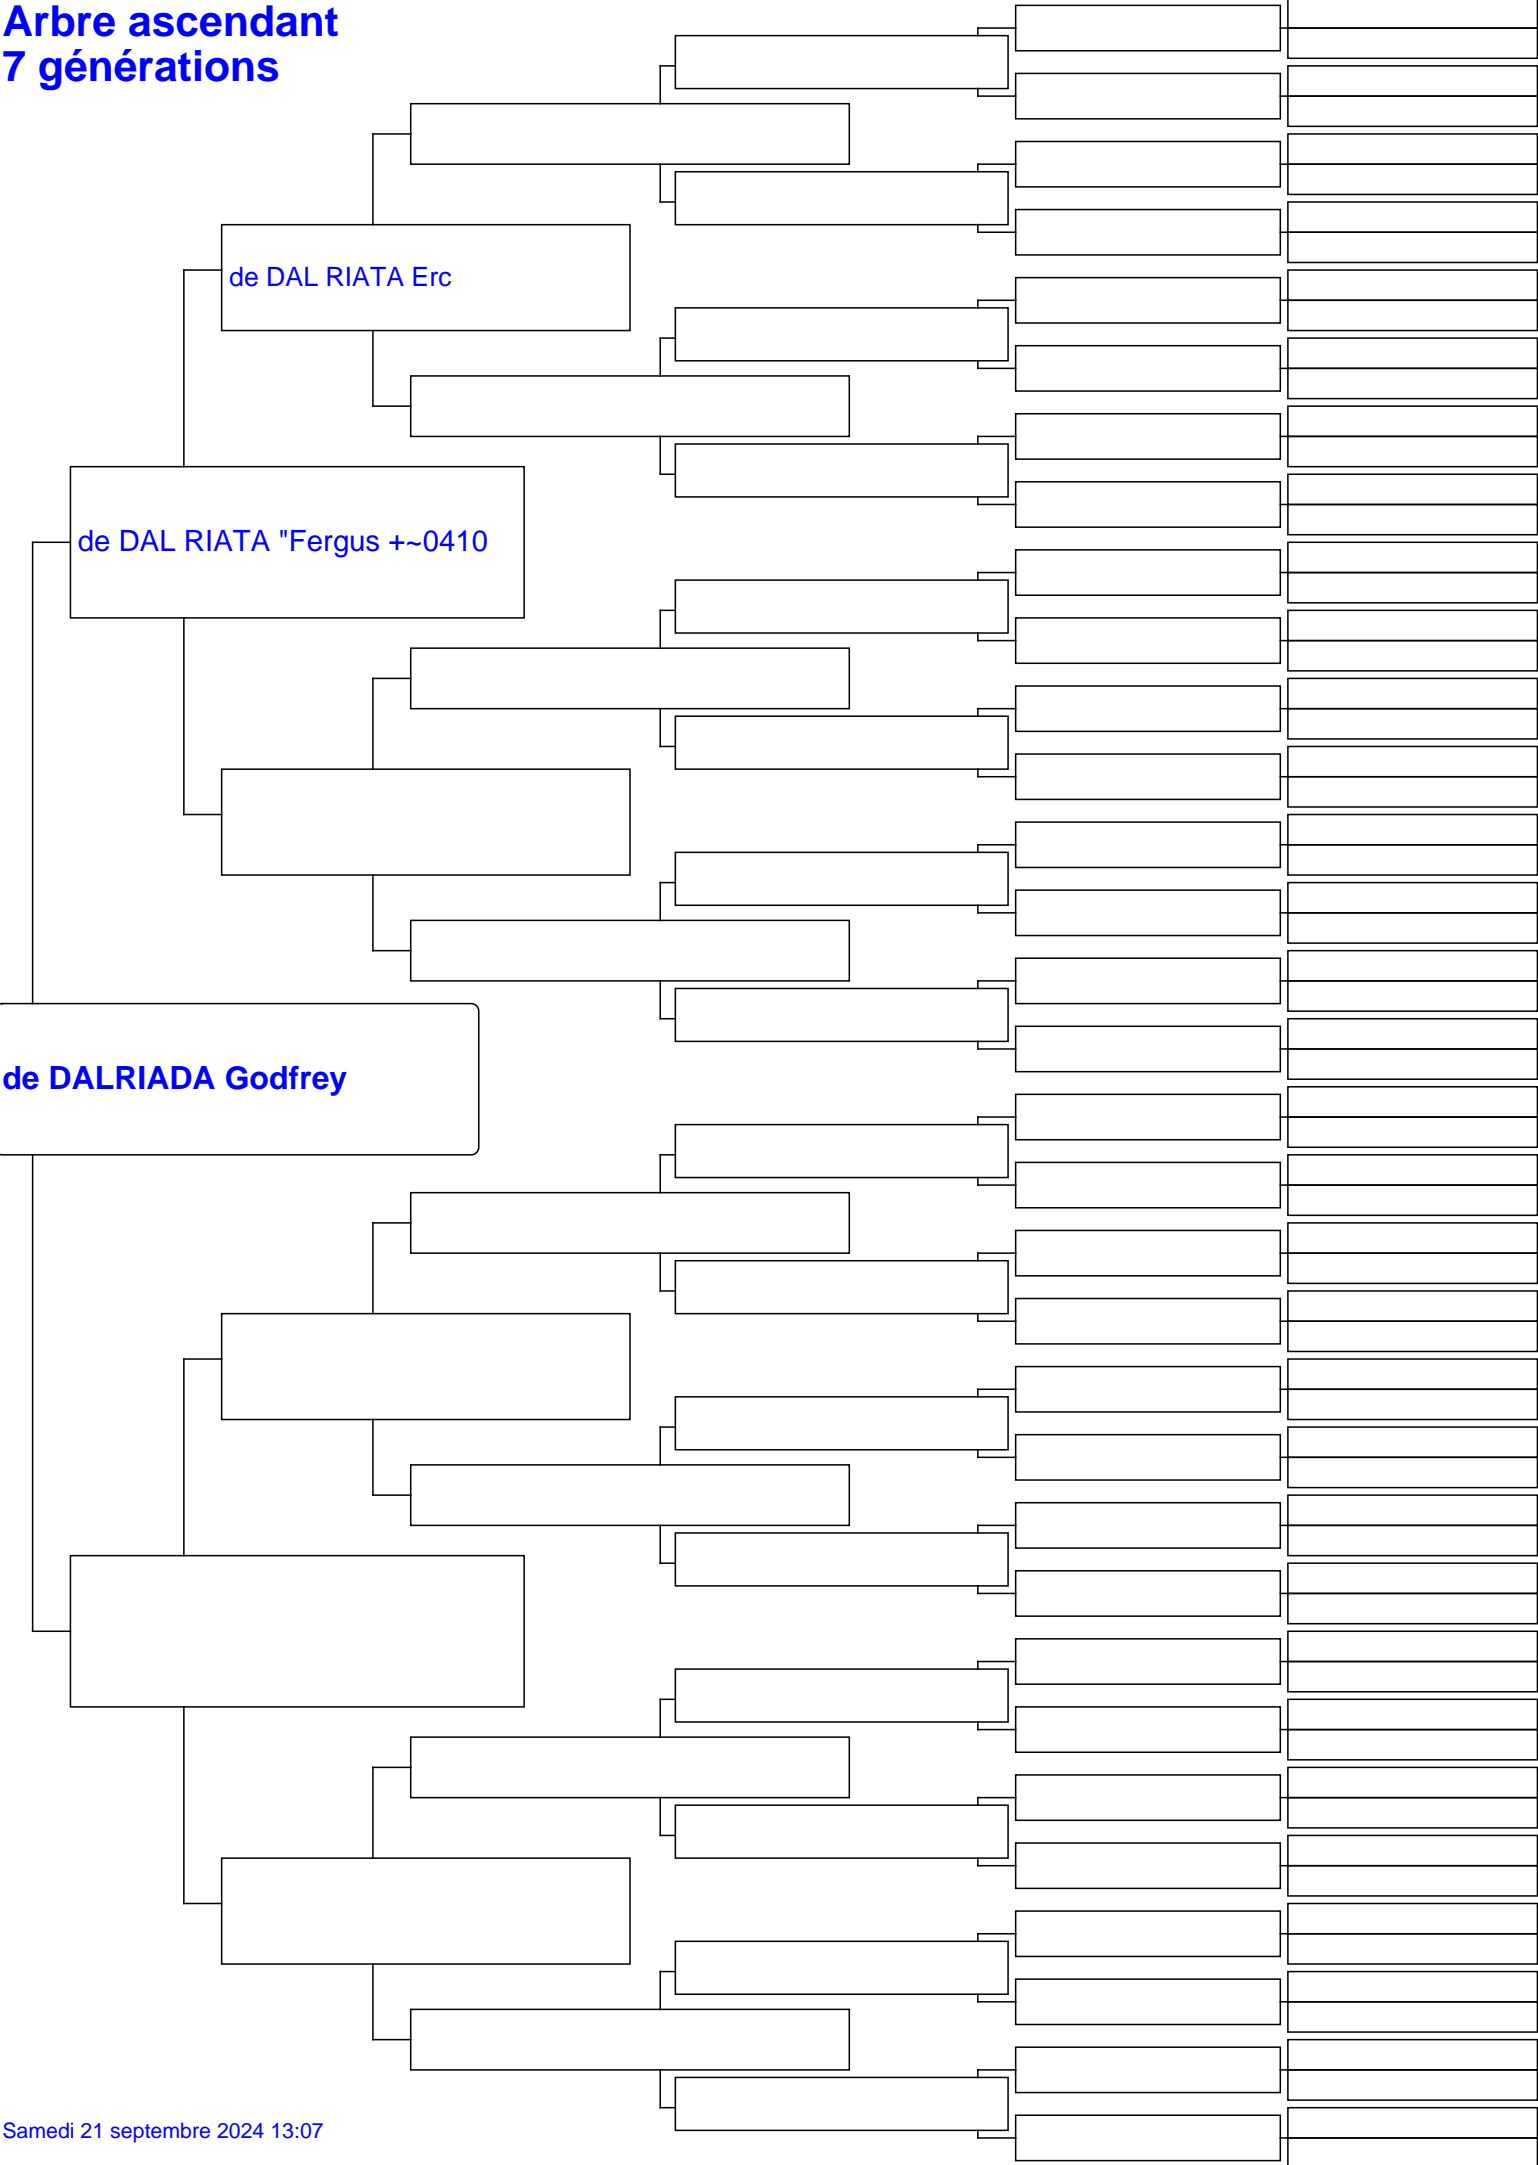 Arbre ascendant
7 générations
de DAL RIATA Erc
de DAL RIATA "Fergus +~0410
de DALRIADA Godfrey
Samedi 21 septembre 2024 13:07